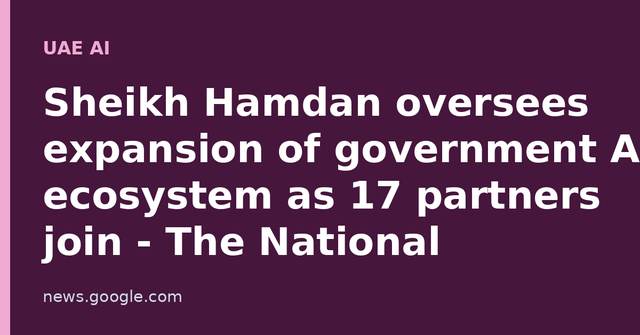 UAE AI
Sheikh Hamdan oversees
expansion of government A
ecosystem as 17 partners
join - The National
news.google.com